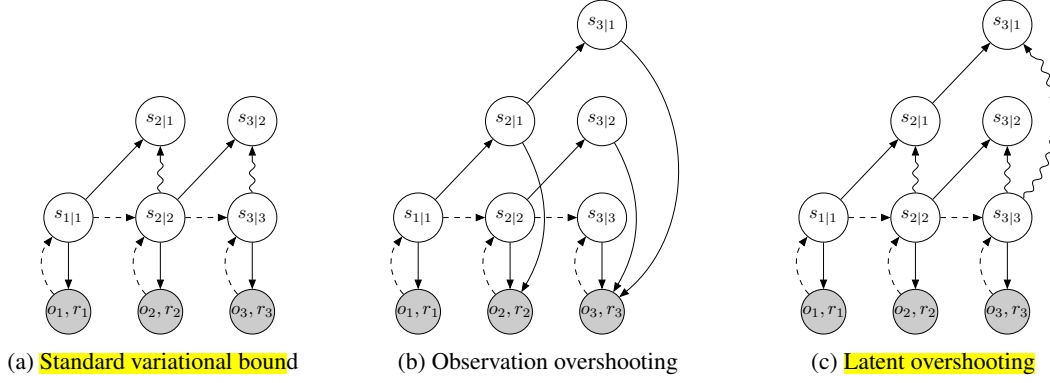 s3|1 s3|1
s2|1 s3|2 s2|1 s3|2 s2|1 s3|2
s1|1 s2|2 s3|3 s1|1 s2|2 s3|3 s1|1 s2|2 s3|3
o1, r1 o2, r2 o3, r3 o1, r1 o2, r2 o3, r3 o1, r1 o2, r2 o3, r3
(a) Standard variational bound (b) Observation overshooting (c) Latent overshooting